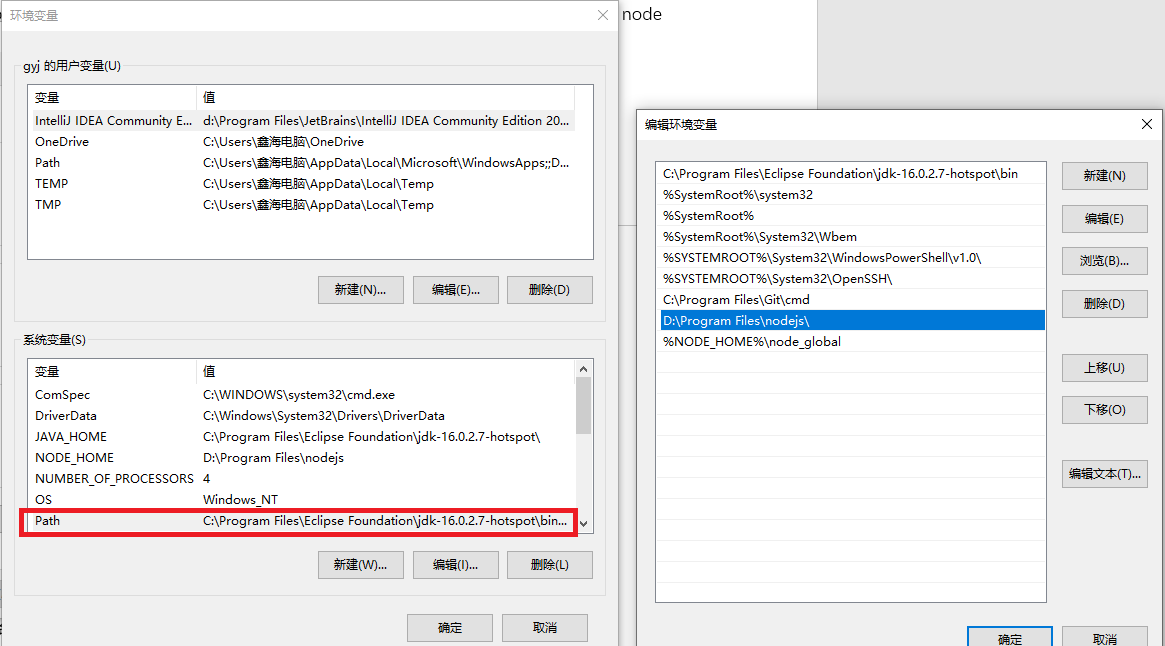 环境变量
node
gyj 的用户变量(U)
变量 值
IntelliJ IDEA Community E... d:\Program Files\JetBrains\IntelliJ IDEA Community Edition 20...
OneDrive C:\Users\鑫海电脑\OneDrive
Path C:\Users\鑫海电脑\AppData\Local\Microsoft\WindowsApps;;D...
TEMP C:\Users\鑫海电脑\AppData\Local\Temp
TMP C:\Users\鑫海电脑\AppData\Local\Temp
新建(N)... 编辑(E)... 删除(D)
系统变量(S)
变量 值
ComSpec C:\WINDOWS\system32\cmd.exe
DriverData C:\Windows\System32\Drivers\DriverData
JAVA_HOME C:\Program Files\Eclipse Foundation\jdk-16.0.2.7-hotspot\
NODE_HOME D:\Program Files\nodejs
NUMBER_OF_PROCESSORS 4
OS Windows_NT
Path C:\Program Files\Eclipse Foundation\jdk-16.0.2.7-hotspot\bin...
新建(W)... 编辑(I)... 删除(L)
确定 取消
编辑环境变量
C:\Program Files\Eclipse Foundation\jdk-16.0.2.7-hotspot\bin
%SystemRoot%\system32
%SystemRoot%
%SystemRoot%\System32\Wbem
%SYSTEMROOT%\System32\WindowsPowerShell\v1.0\
%SYSTEMROOT%\System32\OpenSSH\
C:\Program Files\Git\cmd
D:\Program Files\nodejs\
%NODE_HOME%\node_global
新建(N)
编辑(E)
浏览(B)...
删除(D)
上移(U)
下移(O)
编辑文本(T)...
确定 取消